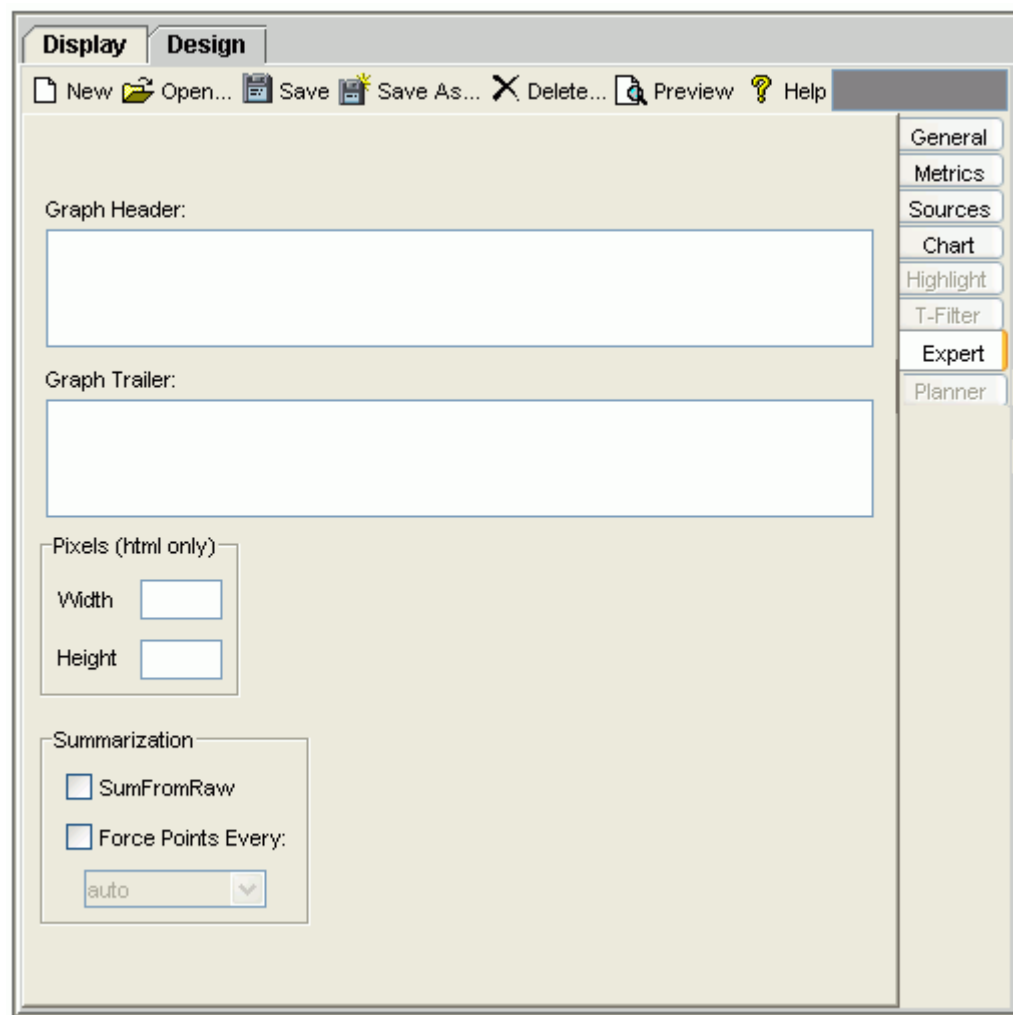 Display Design
New Open... Save Save As... Delete... Preview Help
General
Metrics
Graph Header: Sources
Chart
Highlight
T-Filter
Expert
Graph Trailer: Planner
Pixels (html only)
Width
Height
Summarization
SumFromRaw
Force Points Every:
auto